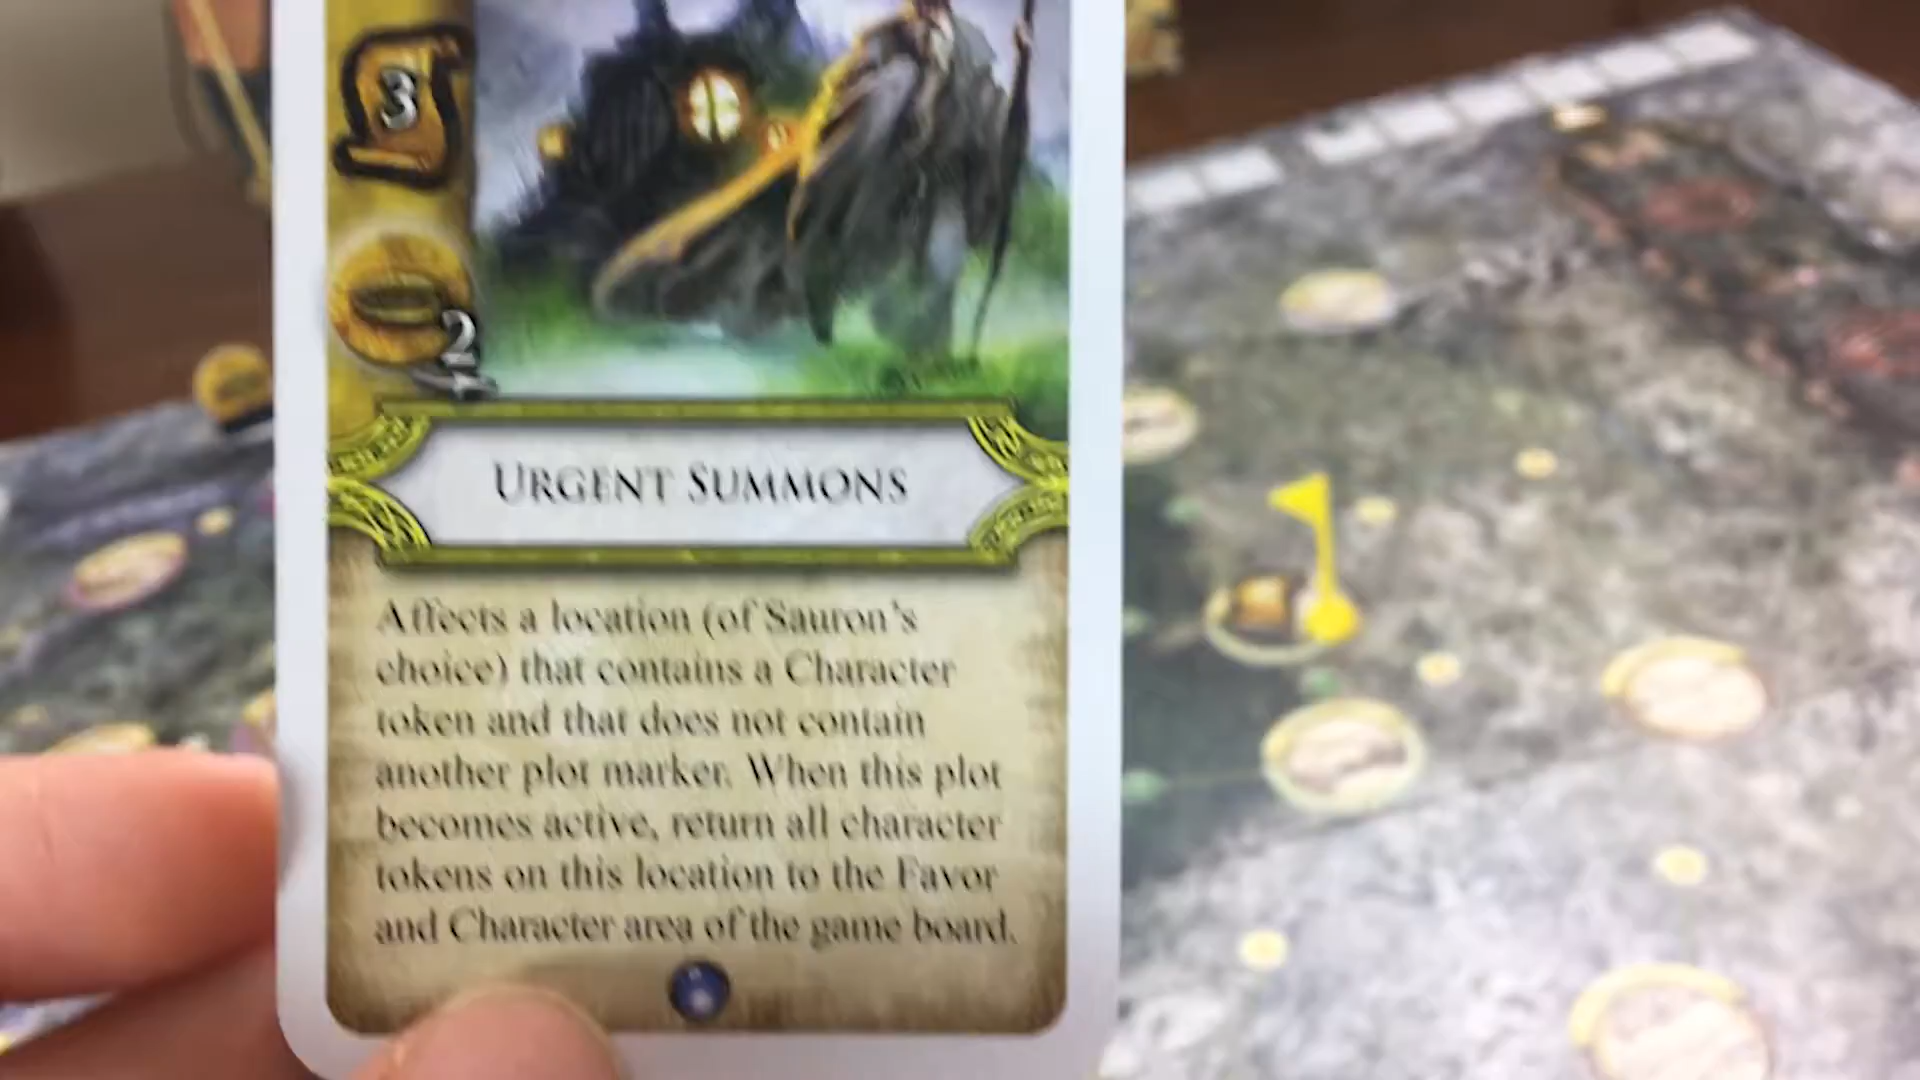 3
2
URGENT SUMMONS
Affects a location (of Sauron's
choice) that contains a Character
token and that does not contain
another plot marker. When this plot
becomes active, return all character
tokens on this location to the Favor
and Character area of the game board.